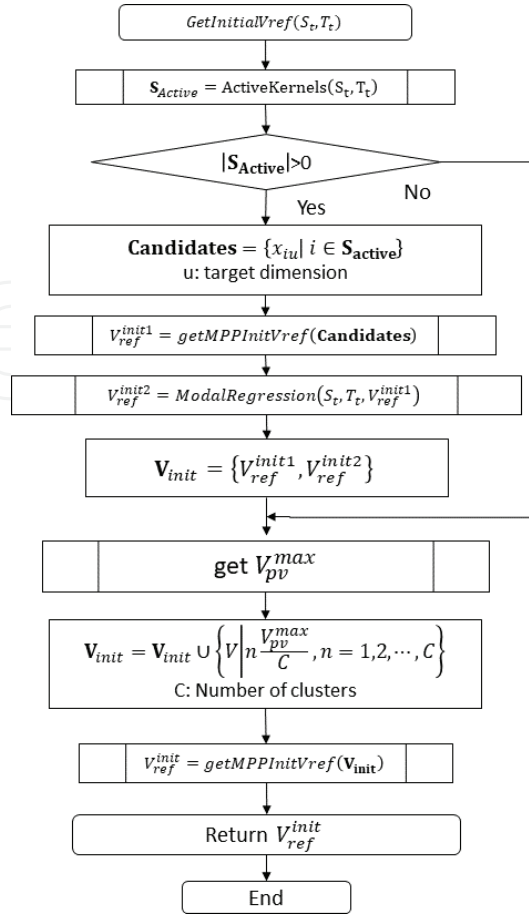 GetInitialVref(S_t,T_t)
S_Active = ActiveKernels(S_t,T_t)
|S_Active|>0
No
Yes
Candidates = {x_iu| i ∈ S_active}
u: target dimension
V_ref^init1 = getMPPInitVref(Candidates)
V_ref^init2 = ModalRegression(S_t,T_t,V_ref^init1)
V_init = {V_ref^init1,V_ref^init2}
get V_pv^max
V_init = V_init ∪ {V|n V_pv^max/C , n = 1,2,⋯,C}
C: Number of clusters
V_ref^init = getMPPInitVref(V_init)
Return V_ref^init
End